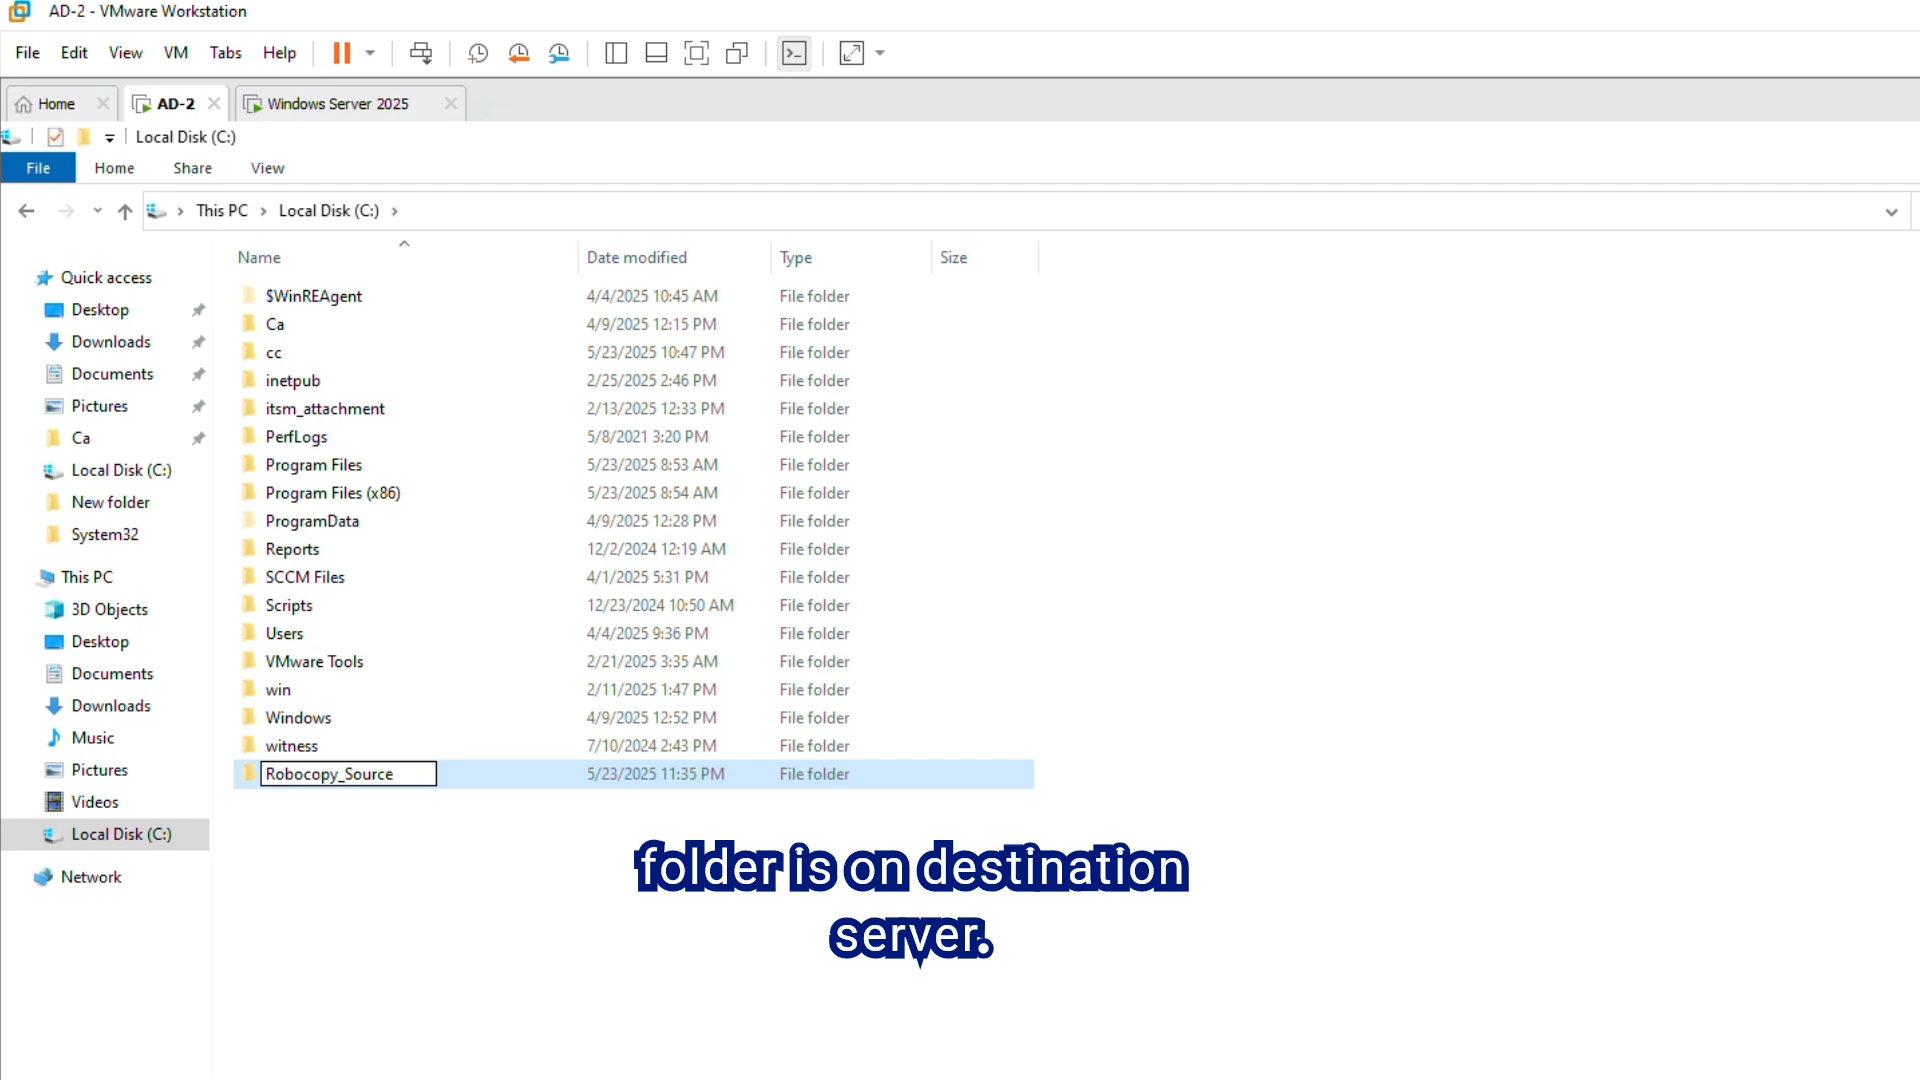 AD-2 - VMware Workstation
File Edit View VM Tabs Help
Home AD-2 Windows Server 2025
Local Disk (C:)
File Home Share View
This PC Local Disk (C:)
Name Date modified Type Size
Quick access
Desktop
Downloads
Documents
Pictures
Ca
Local Disk (C:)
New folder
System32
This PC
3D Objects
Desktop
Documents
Downloads
Music
Pictures
Videos
Local Disk (C:)
Network
$WinREAgent 4/4/2025 10:45 AM File folder
Ca 4/9/2025 12:15 PM File folder
cc 5/23/2025 10:47 PM File folder
inetpub 2/25/2025 2:46 PM File folder
itsm_attachment 2/13/2025 12:33 PM File folder
PerfLogs 5/8/2021 3:20 PM File folder
Program Files 5/23/2025 8:53 AM File folder
Program Files (x86) 5/23/2025 8:54 AM File folder
ProgramData 4/9/2025 12:28 PM File folder
Reports 12/2/2024 12:19 AM File folder
SCCM Files 4/1/2025 5:31 PM File folder
Scripts 12/23/2024 10:50 AM File folder
Users 4/4/2025 9:36 PM File folder
VMware Tools 2/21/2025 3:35 AM File folder
win 2/11/2025 1:47 PM File folder
Windows 4/9/2025 12:52 PM File folder
witness 7/10/2024 2:43 PM File folder
Robocopy_Source 5/23/2025 11:35 PM File folder
folder is on destination
server.